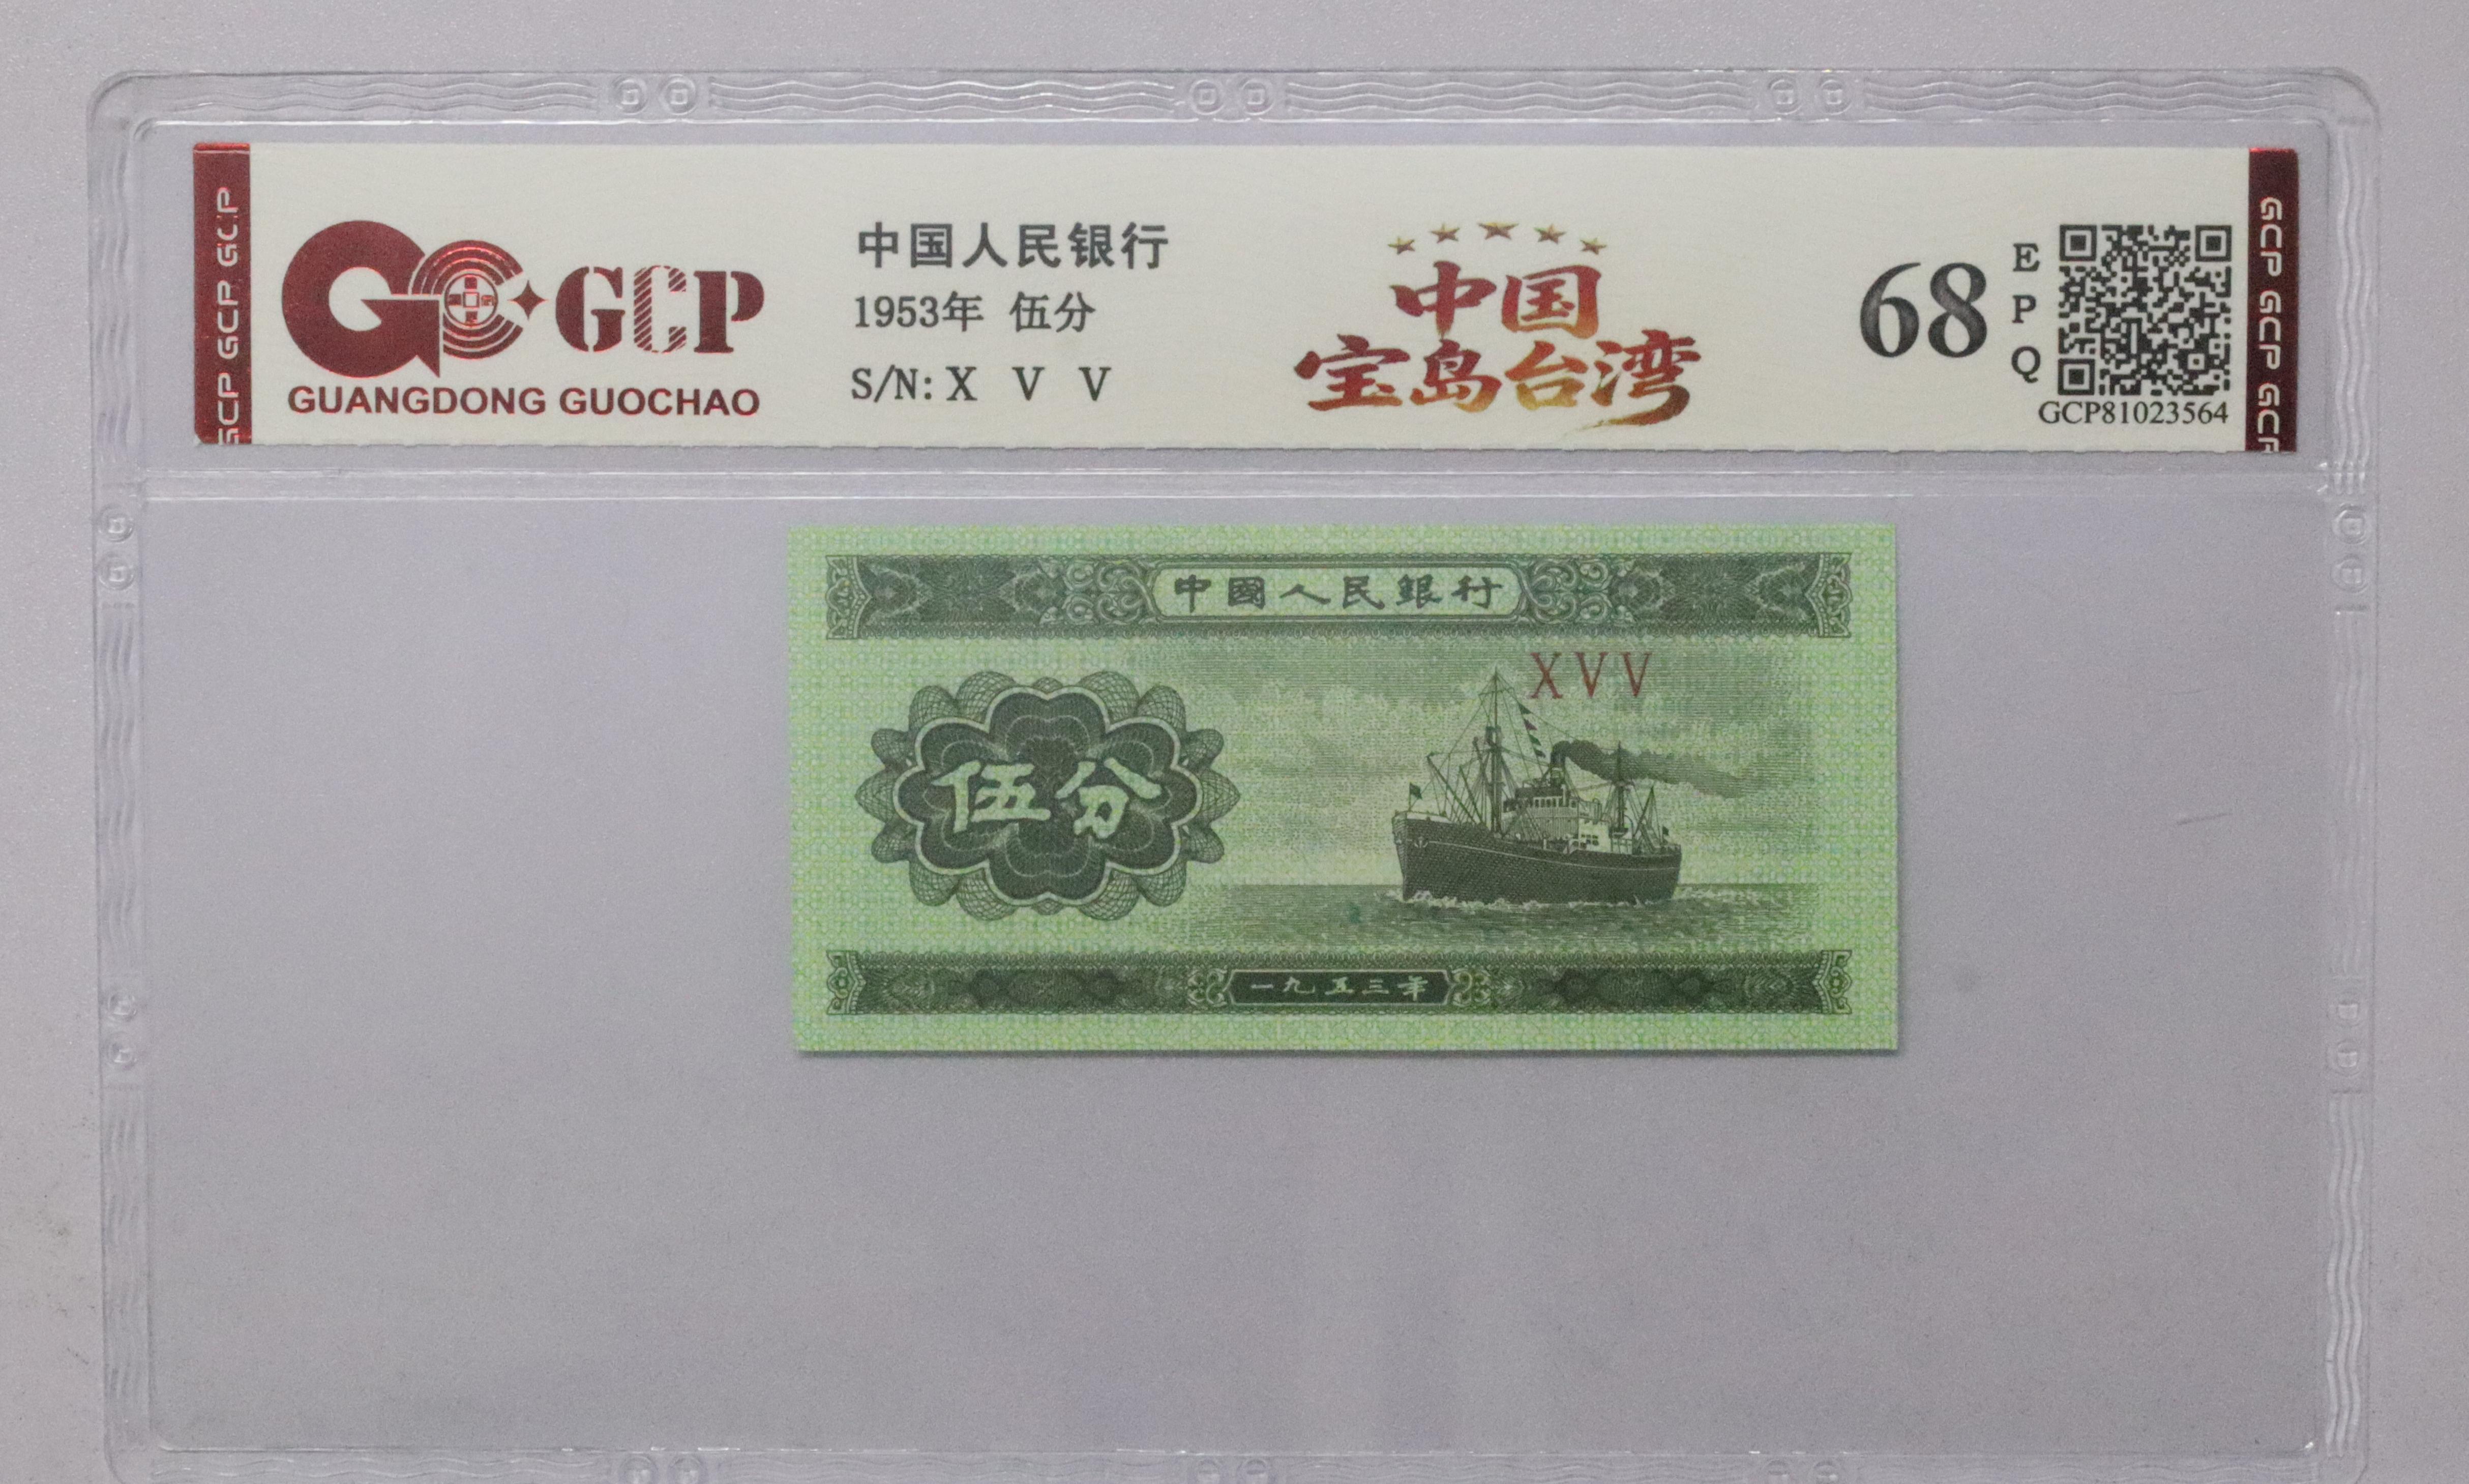 GCP GCP GCP
GCP
GUANGDONG GUOCHAO
中国人民银行
1953年 伍分
S/N: X V V
中国
宝岛台湾
68
E
P
Q
GCP81023564
GCP GCP GCP
中國人民銀行
XVV
伍分
一九五三年